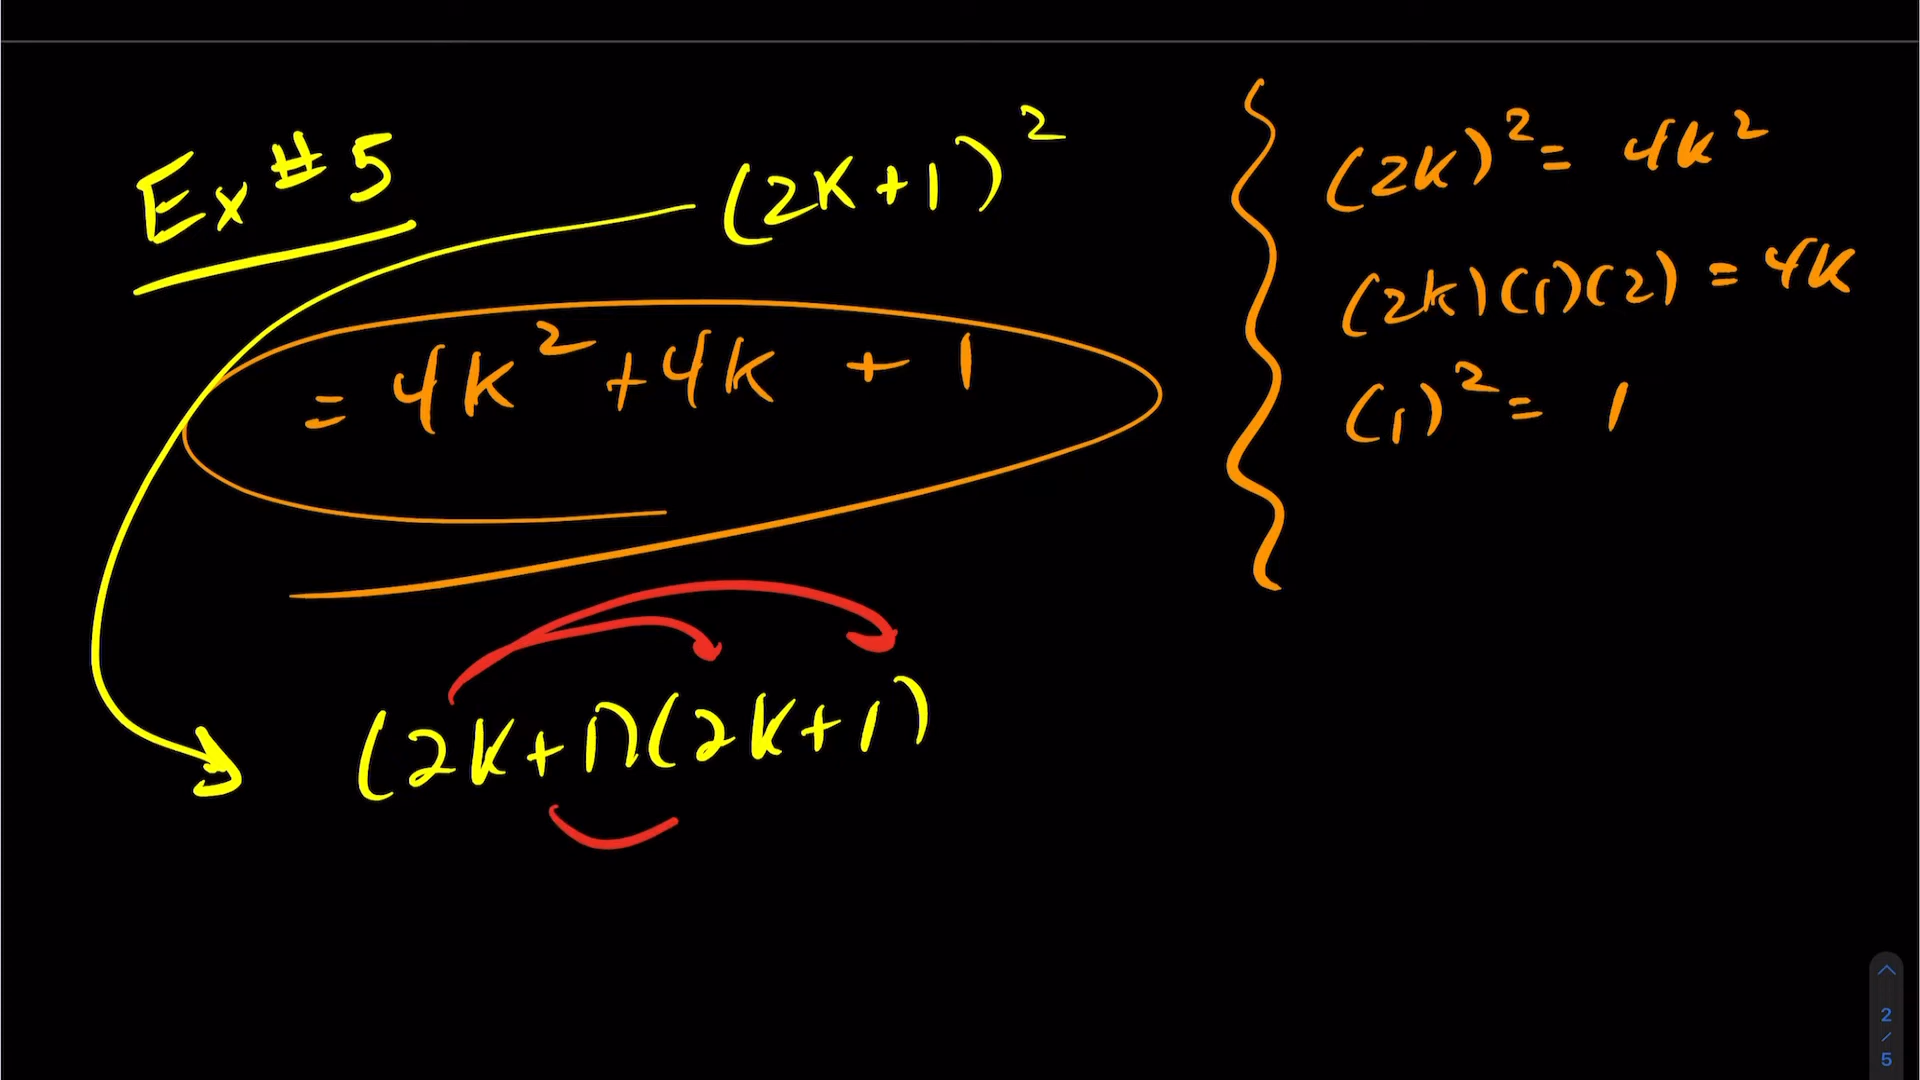 Ex #5 (2k+1)²
= 4k² + 4k + 1
(2k+1)(2k+1)
(2k)² = 4k²
(2k)(1)(2) = 4k
(1)² = 1
2
/
5